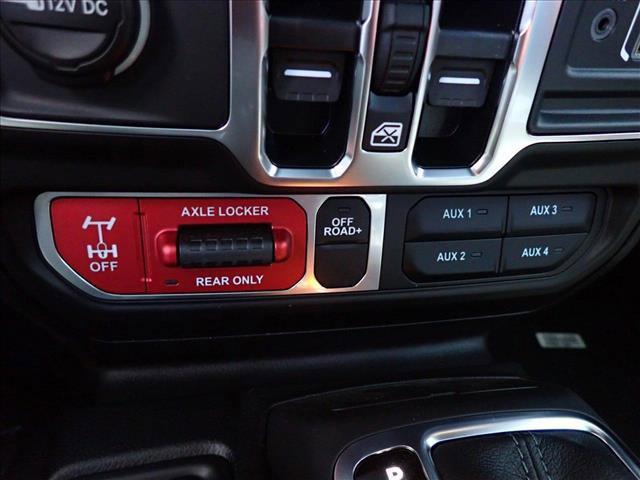 12V DC
OFF
AXLE LOCKER
REAR ONLY
OFF
ROAD+
AUX 1
AUX 3
AUX 2
AUX 4
P